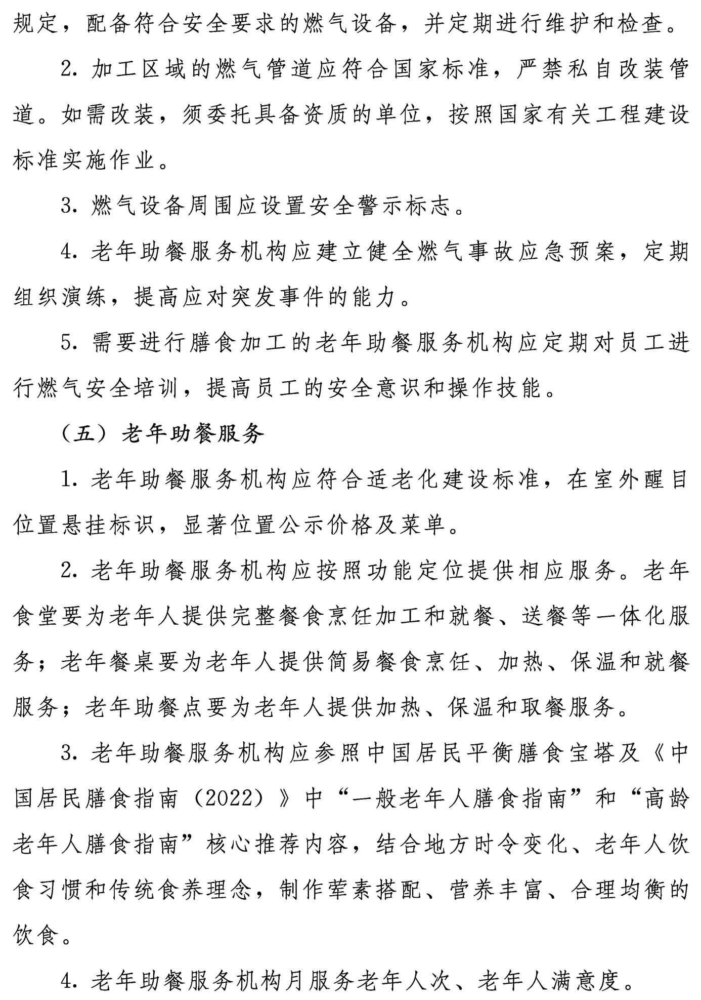 规定，配备符合安全要求的燃气设备，并定期进行维护和检查。
2. 加工区域的燃气管道应符合国家标准，严禁私自改装管
道。如需改装，须委托具备资质的单位，按照国家有关工程建设
标准实施作业。
3. 燃气设备周围应设置安全警示标志。
4. 老年助餐服务机构应建立健全燃气事故应急预案，定期
组织演练，提高应对突发事件的能力。
5. 需要进行膳食加工的老年助餐服务机构应定期对员工进
行燃气安全培训，提高员工的安全意识和操作技能。
（五）老年助餐服务
1. 老年助餐服务机构应符合适老化建设标准，在室外醒目
位置悬挂标识，显著位置公示价格及菜单。
2. 老年助餐服务机构应按照功能定位提供相应服务。老年
食堂要为老年人提供完整餐食烹饪加工和就餐、送餐等一体化服
务；老年餐桌要为老年人提供简易餐食烹饪、加热、保温和就餐
服务；老年助餐点要为老年人提供加热、保温和取餐服务。
3. 老年助餐服务机构应参照中国居民平衡膳食宝塔及《中
国居民膳食指南（2022）》中“一般老年人膳食指南”和“高龄
老年人膳食指南”核心推荐内容，结合地方时令变化、老年人饮
食习惯和传统食养理念，制作荤素搭配、营养丰富、合理均衡的
饮食。
4. 老年助餐服务机构月服务老年人次、老年人满意度。